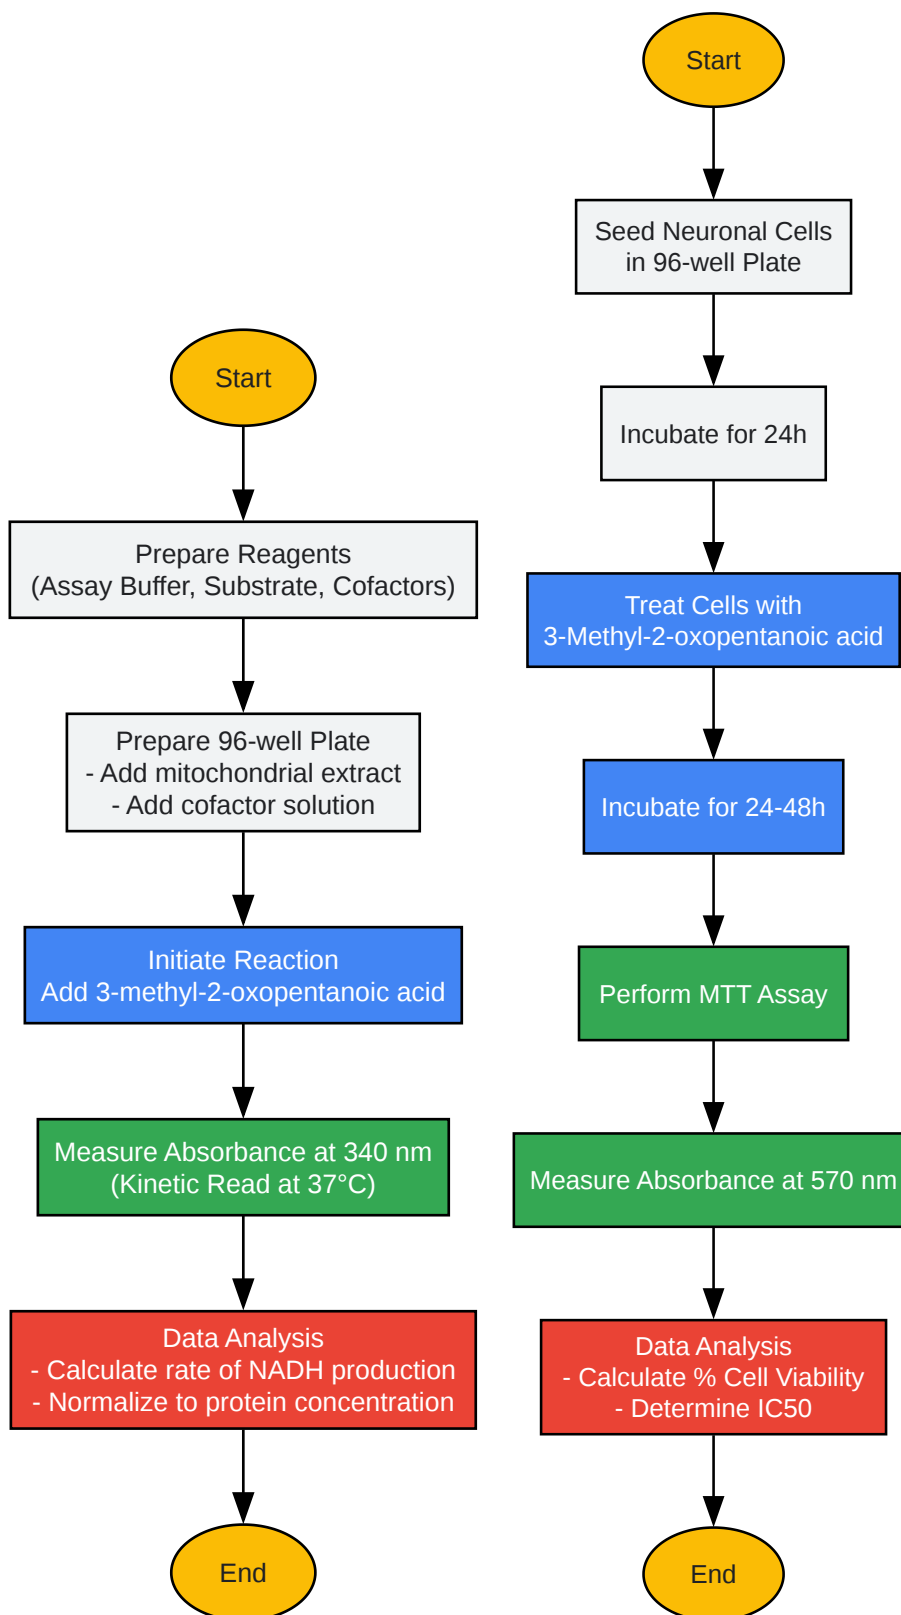 Start
Prepare Reagents
(Assay Buffer, Substrate, Cofactors)
Prepare 96-well Plate
- Add mitochondrial extract
- Add cofactor solution
Initiate Reaction
Add 3-methyl-2-oxopentanoic acid
Measure Absorbance at 340 nm
(Kinetic Read at 37°C)
Data Analysis
- Calculate rate of NADH production
- Normalize to protein concentration
End
Start
Seed Neuronal Cells
in 96-well Plate
Incubate for 24h
Treat Cells with
3-Methyl-2-oxopentanoic acid
Incubate for 24-48h
Perform MTT Assay
Measure Absorbance at 570 nm
Data Analysis
- Calculate % Cell Viability
- Determine IC50
End